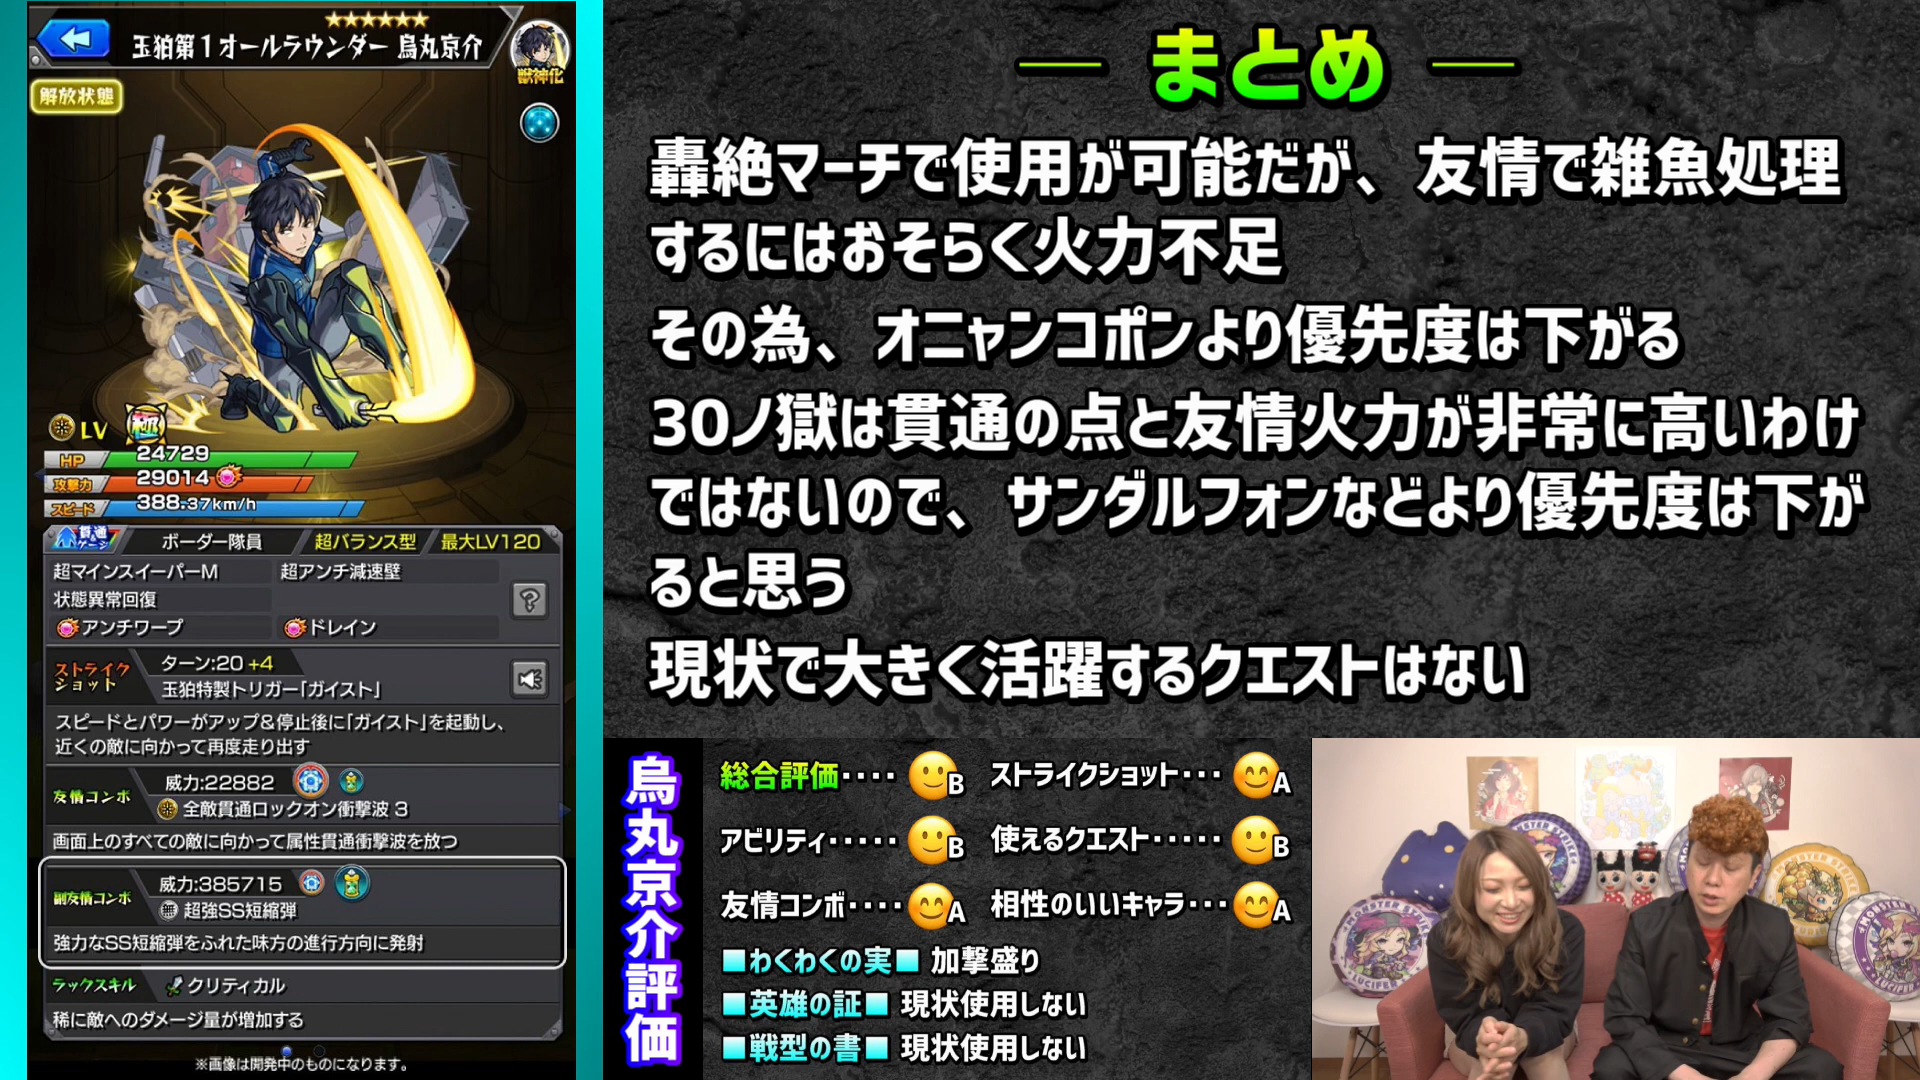 ★★★★★★
玉狛第1オールラウンダー 烏丸京介
獣神化
解放状態
LV 極
HP 24729
攻撃力 29014
スピード 388.37km/h
貫通 ゲージ ボーダー隊員 超バランス型 最大LV120
超マインスイーパーM 超アンチ減速壁
状態異常回復
アンチワープ ドレイン
?
ストライクショット ターン:20+4
玉狛特製トリガー「ガイスト」
スピードとパワーがアップ&停止後に「ガイスト」を起動し、
近くの敵に向かって再度走り出す
友情コンボ 威力:22882
全敵貫通ロックオン衝撃波 3
画面上のすべての敵に向かって属性貫通衝撃波を放つ
副友情コンボ 威力:385715
無 超強SS短縮弾
強力なSS短縮弾をふれた味方の進行方向に発射
ラックスキル クリティカル
稀に敵へのダメージ量が増加する
※画像は開発中のものになります。
まとめ
轟絶マーチで使用が可能だが、友情で雑魚処理
するにはおそらく火力不足
その為、オニャンコポンより優先度は下がる
30ノ獄は貫通の点と友情火力が非常に高いわけ
ではないので、サンダルフォンなどより優先度は下が
ると思う
現状で大きく活躍するクエストはない
烏丸京介評価
総合評価････ B ストライクショット･･･ A
アビリティ･････ B 使えるクエスト･････ B
友情コンボ････ A 相性のいいキャラ･･･ A
■わくわくの実■ 加撃盛り
■英雄の証■ 現状使用しない
■戦型の書■ 現状使用しない